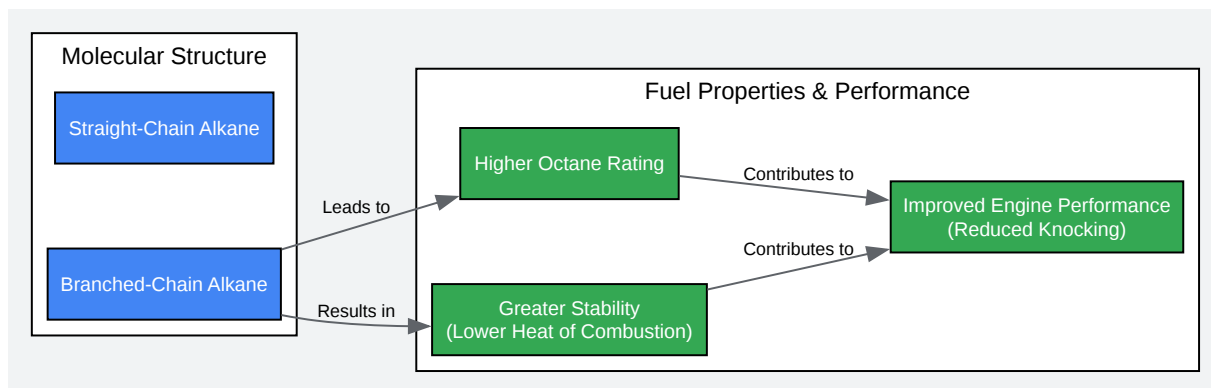 Molecular Structure
Straight-Chain Alkane
Branched-Chain Alkane
Leads to
Results in
Fuel Properties & Performance
Higher Octane Rating
Greater Stability
(Lower Heat of Combustion)
Contributes to
Contributes to
Improved Engine Performance
(Reduced Knocking)